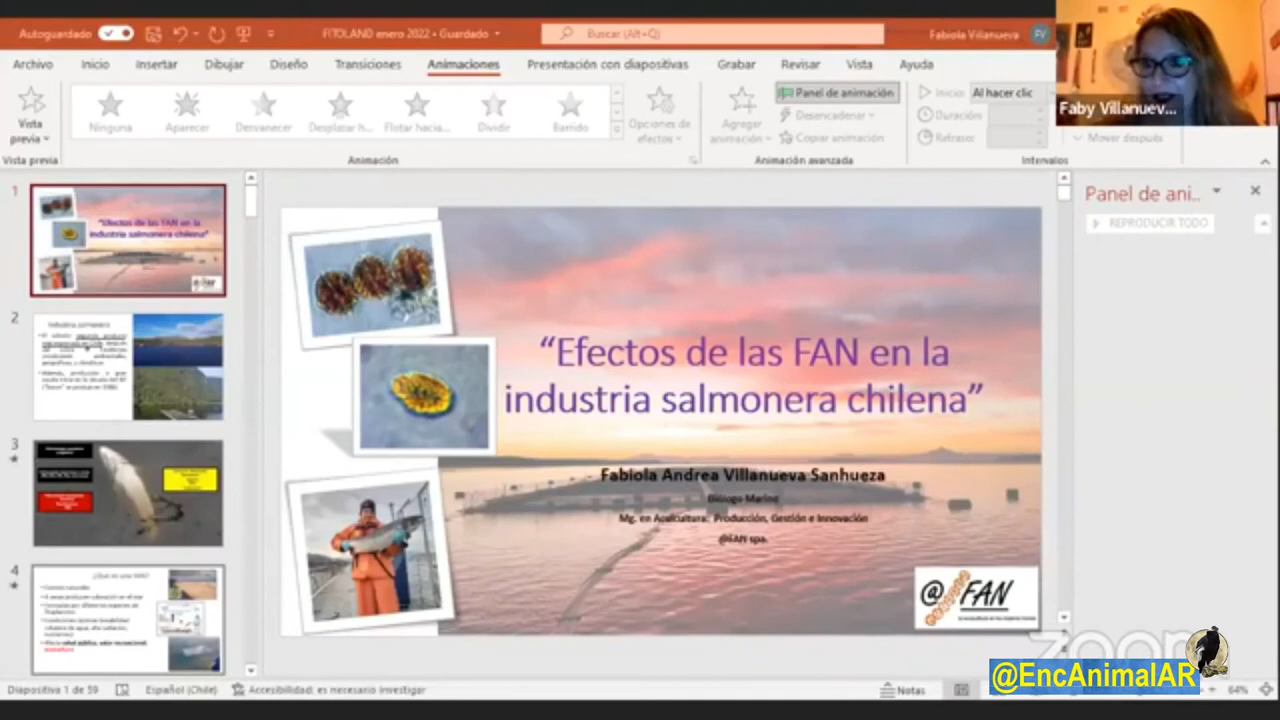 Autoguardado
FITOLAND enero 2022 • Guardado
Buscar (Alt+Q)
Fabiola Villanueva
FV
Archivo
Inicio
Insertar
Dibujar
Diseño
Transiciones
Animaciones
Presentación con diapositivas
Grabar
Revisar
Vista
Ayuda
Vista previa
Ninguna
Aparecer
Desvanecer
Desplazar h...
Flotar hacia...
Dividir
Barrido
Opciones de efectos
Agregar animación
Panel de animación
Desencadenar
Copiar animación
Inicio:
Al hacer clic
Duración:
Retraso:
Mover después
Vista previa
Animación
Animación avanzada
Intervalos
Faby Villanuev...
1
"Efectos de las FAN en la
industria salmonera chilena"
2
3
4
¿Qué es una FAN?
“Efectos de las FAN en la
industria salmonera chilena”
Fabiola Andrea Villanueva Sanhueza
Biólogo Marino
Mg. en Acuicultura: Producción, Gestión e Innovación
@FAN spa.
@ FAN
Panel de ani..
REPRODUCIR TODO
zoom
@EncAnimalAR
Diapositiva 1 de 59
Español (Chile)
Accesibilidad: es necesario investigar
Notas
64%